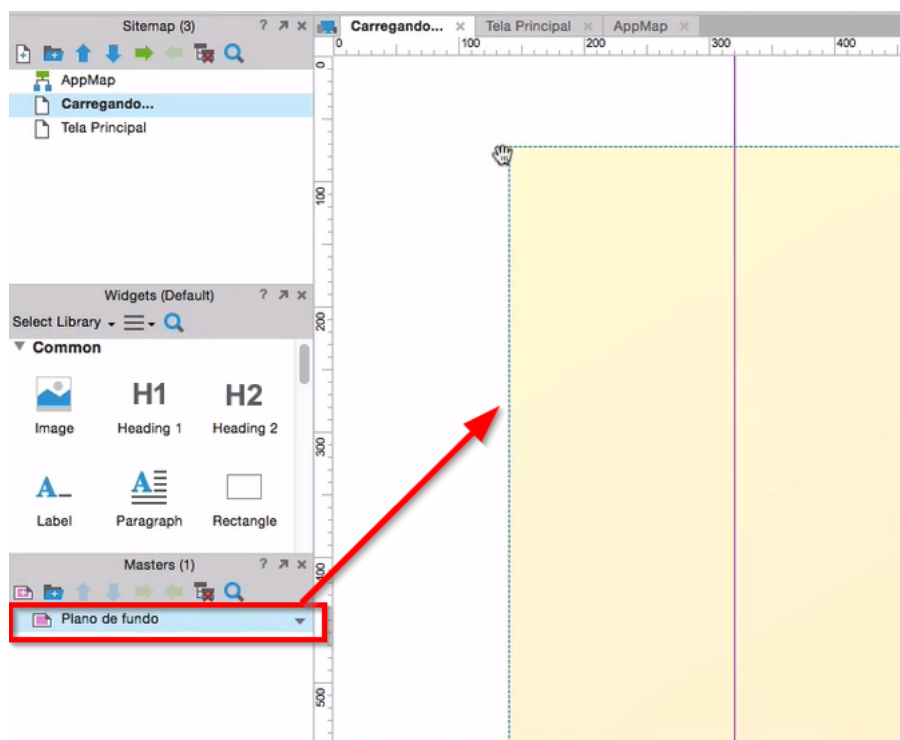 Sitemap (3) ?
AppMap
Carregando...
Tela Principal
Carregando... Tela Principal AppMap
0 100 200 300 400
0
100
200
300
400
500
Widgets (Default) ?
Select Library
Common
Image Heading 1 Heading 2
H1 H2
A
A
Label Paragraph Rectangle
Masters (1) ?
Plano de fundo